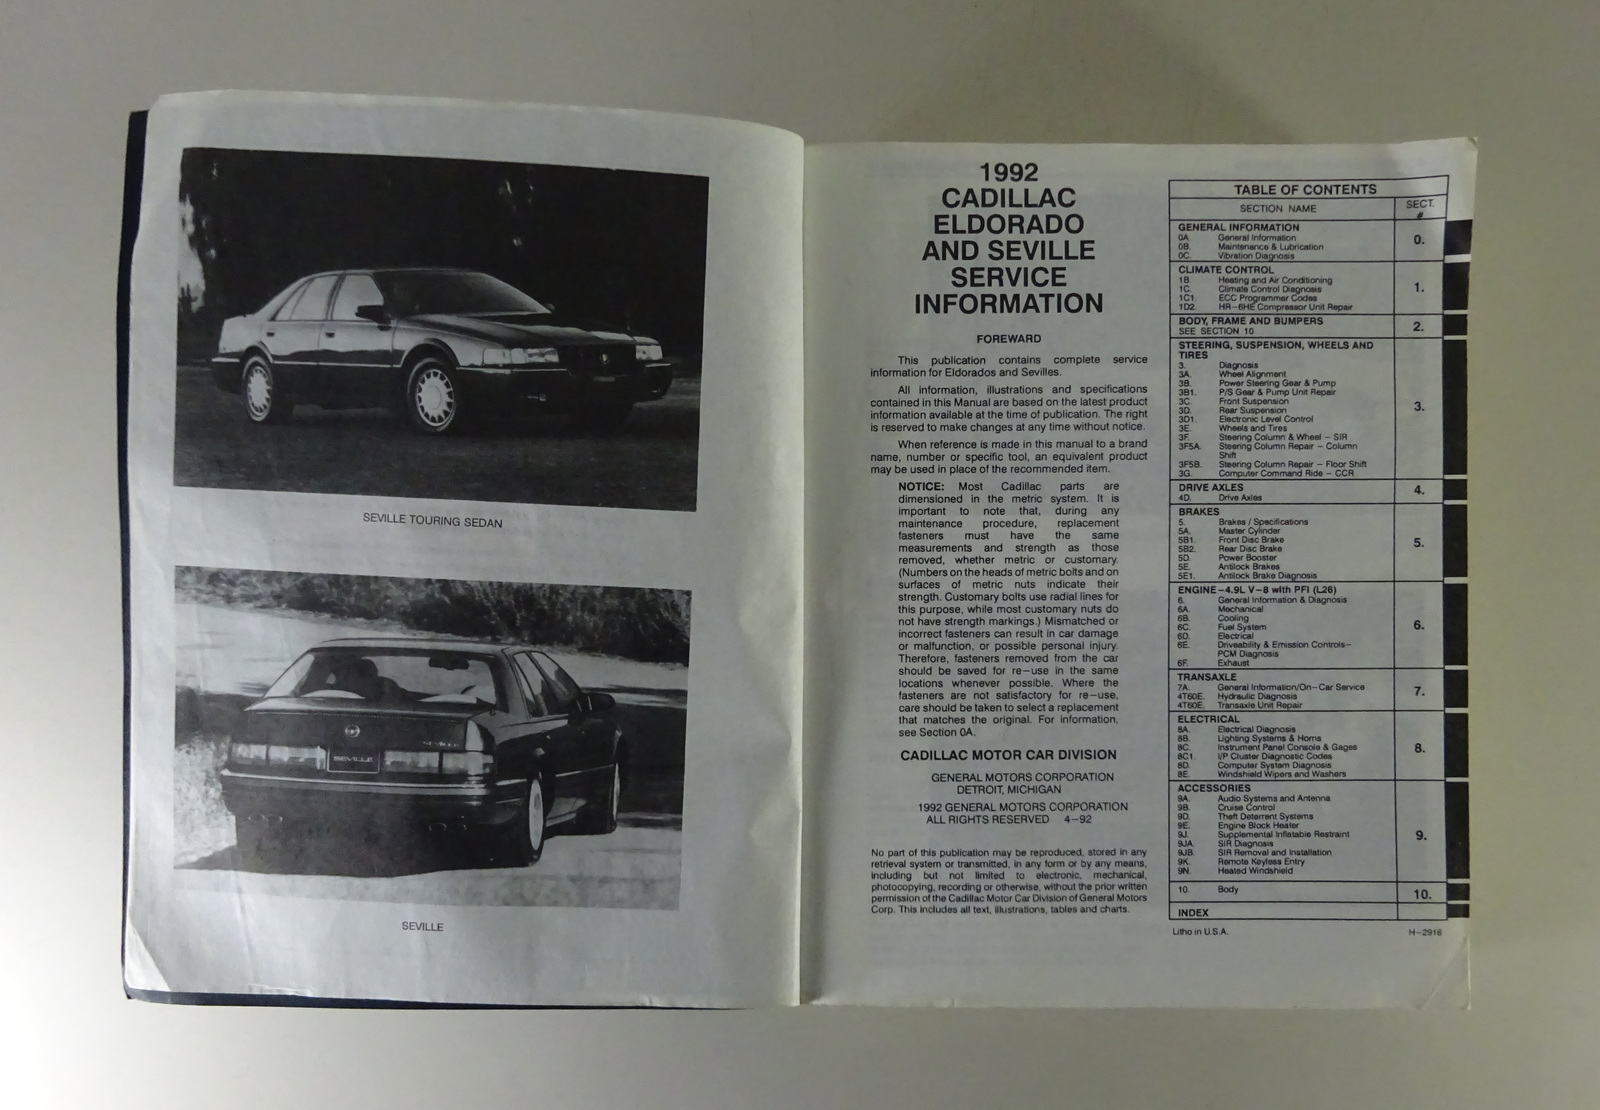 SEVILLE TOURING SEDAN
SEVILLE
SEVILLE
1992
CADILLAC
ELDORADO
AND SEVILLE
SERVICE
INFORMATION
FOREWARD
This publication contains complete service
information for Eldorados and Sevilles.
All information, illustrations and specifications
contained in this Manual are based on the latest product
information available at the time of publication. The right
is reserved to make changes at any time without notice.
When reference is made in this manual to a brand
name, number or specific tool, an equivalent product
may be used in place of the recommended item.
NOTICE: Most Cadillac parts are
dimensioned in the metric system. It is
important to note that, during any
maintenance procedure, replacement
fasteners must have the same
measurements and strength as those
removed, whether metric or customary.
(Numbers on the heads of metric bolts and on
surfaces of metric nuts indicate their
strength. Customary bolts use radial lines for
this purpose, while most customary nuts do
not have strength markings.) Mismatched or
incorrect fasteners can result in car damage
or malfunction, or possible personal injury.
Therefore, fasteners removed from the car
should be saved for re-use in the same
locations whenever possible. Where the
fasteners are not satisfactory for re-use,
care should be taken to select a replacement
that matches the original. For information,
see Section 0A.
CADILLAC MOTOR CAR DIVISION
GENERAL MOTORS CORPORATION
DETROIT, MICHIGAN
1992 GENERAL MOTORS CORPORATION
ALL RIGHTS RESERVED 4-92
No part of this publication may be reproduced, stored in any
retrieval system or transmitted, in any form or by any means,
including but not limited to electronic, mechanical,
photocopying, recording or otherwise, without the prior written
permission of the Cadillac Motor Car Division of General Motors
Corp. This includes all text, illustrations, tables and charts.
TABLE OF CONTENTS
SECTION NAME SECT. #
GENERAL INFORMATION 0.
0A. General Information
0B. Maintenance & Lubrication
0C. Vibration Diagnosis
CLIMATE CONTROL 1.
1B. Heating and Air Conditioning
1C. Climate Control Diagnosis
1C1. ECC Programmer Codes
1D2. HR-6HE Compressor Unit Repair
BODY, FRAME AND BUMPERS 2.
SEE SECTION 10
STEERING, SUSPENSION, WHEELS AND
TIRES 3.
3. Diagnosis
3A. Wheel Alignment
3B. Power Steering Gear & Pump
3B1. P/S Gear & Pump Unit Repair
3C. Front Suspension
3D. Rear Suspension
3D1. Electronic Level Control
3E. Wheels and Tires
3F. Steering Column & Wheel - SIR
3F5A. Steering Column Repair - Column
Shift
3F5B. Steering Column Repair - Floor Shift
3G. Computer Command Ride - CCR
DRIVE AXLES 4.
4D. Drive Axles
BRAKES 5.
5. Brakes / Specifications
5A. Master Cylinder
5B1. Front Disc Brake
5B2. Rear Disc Brake
5D. Power Booster
5E. Antilock Brakes
5E1. Antilock Brake Diagnosis
ENGINE-4.9L V-8 with PFI (L26) 6.
6. General Information & Diagnosis
6A. Mechanical
6B. Cooling
6C. Fuel System
6D. Electrical
6E. Driveability & Emission Controls-
PCM Diagnosis
6F. Exhaust
TRANSAXLE 7.
7A. General Information/On-Car Service
4T60E. Hydraulic Diagnosis
4T60E. Transaxle Unit Repair
ELECTRICAL 8.
8A. Electrical Diagnosis
8B. Lighting Systems & Horns
8C. Instrument Panel Console & Gages
8C1. I/P Cluster Diagnostic Codes
8D. Computer System Diagnosis
8E. Windshield Wipers and Washers
ACCESSORIES 9.
9A. Audio Systems and Antenna
9B. Cruise Control
9D. Theft Deterrent Systems
9E. Engine Block Heater
9J. Supplemental Inflatable Restraint
9JA. SIR Diagnosis
9JB. SIR Removal and Installation
9K. Remote Keyless Entry
9N. Heated Windshield
10. Body 10.
INDEX
Litho in U.S.A. H-2916